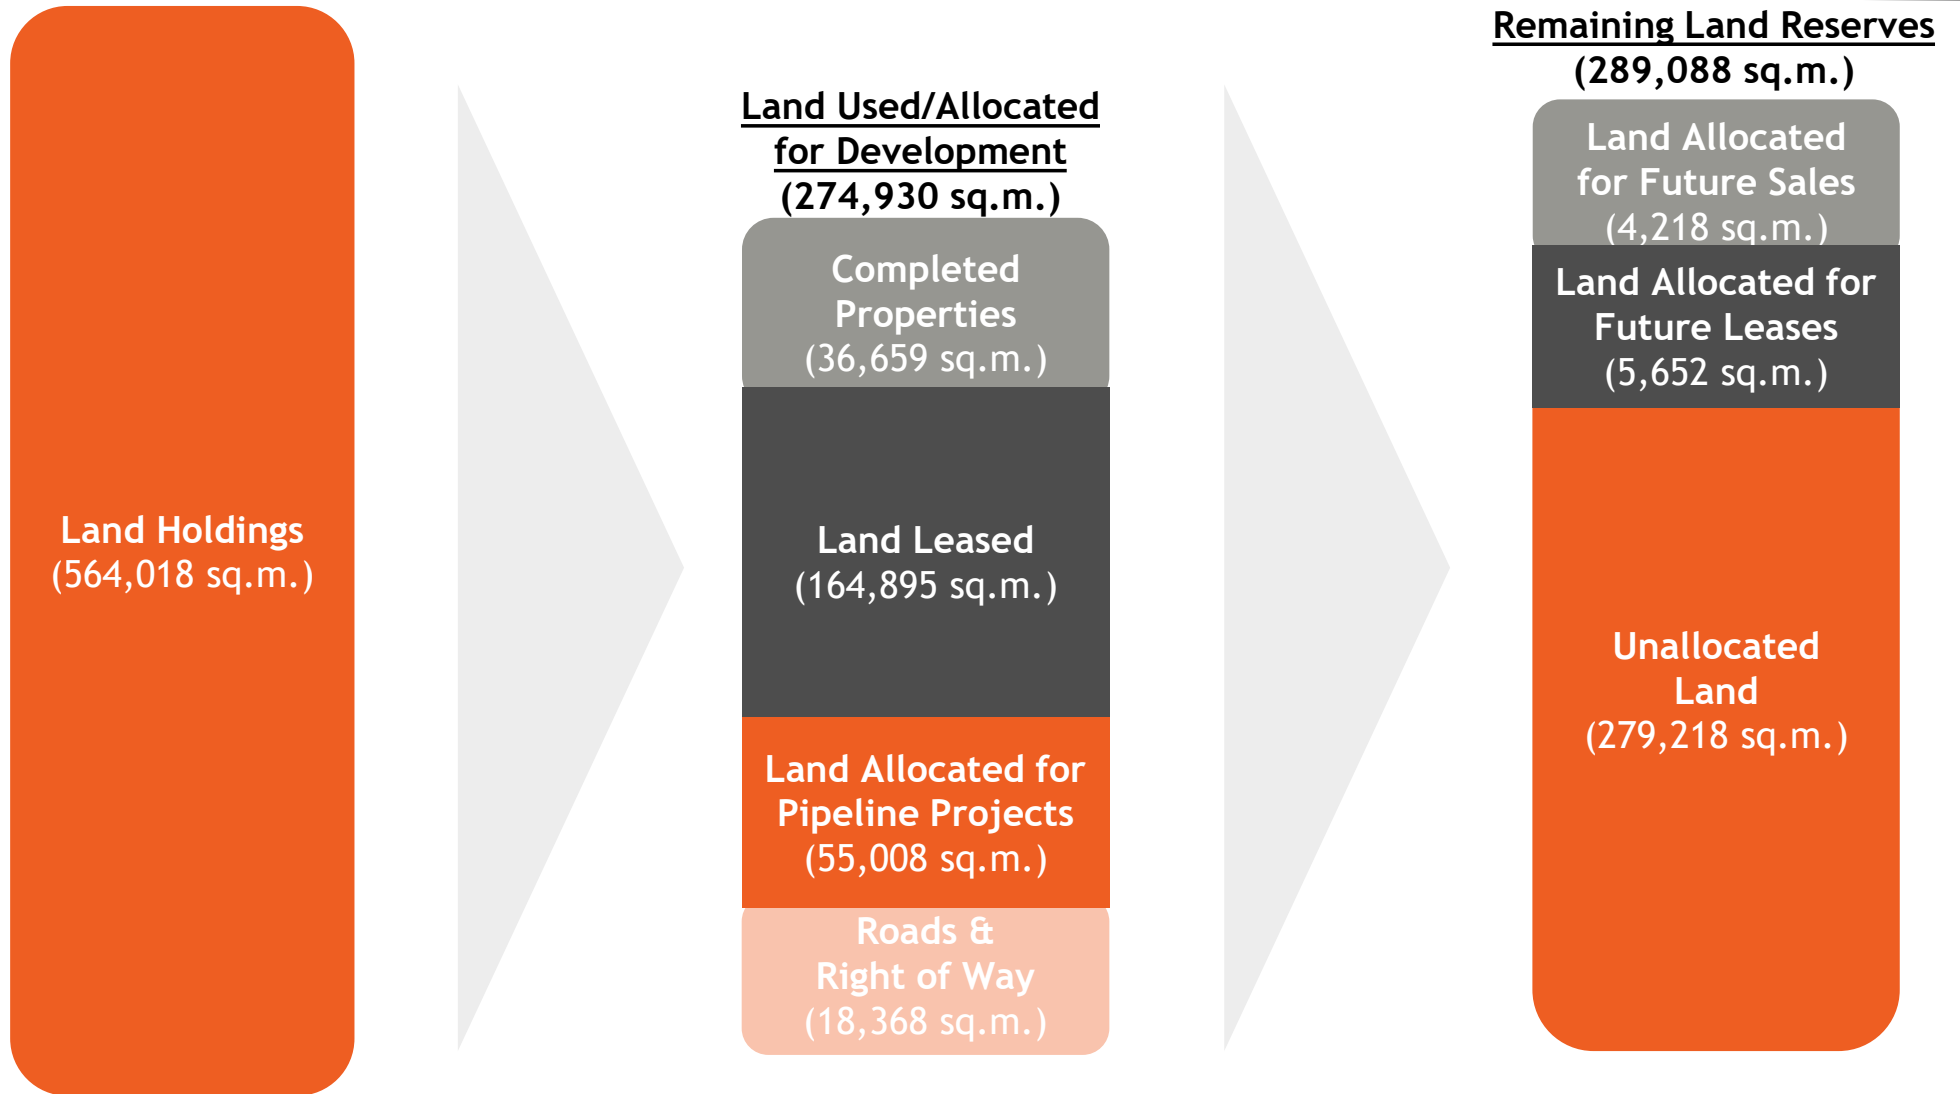 Land Holdings
(564,018 sq.m.)
Land Used/Allocated
for Development
(274,930 sq.m.)
Completed
Properties
(36,659 sq.m.)
Land Leased
(164,895 sq.m.)
Land Allocated for
Pipeline Projects
(55,008 sq.m.)
Roads &
Right of Way
(18,368 sq.m.)
Remaining Land Reserves
(289,088 sq.m.)
Land Allocated
for Future Sales
(4,218 sq.m.)
Land Allocated for
Future Leases
(5,652 sq.m.)
Unallocated
Land
(279,218 sq.m.)